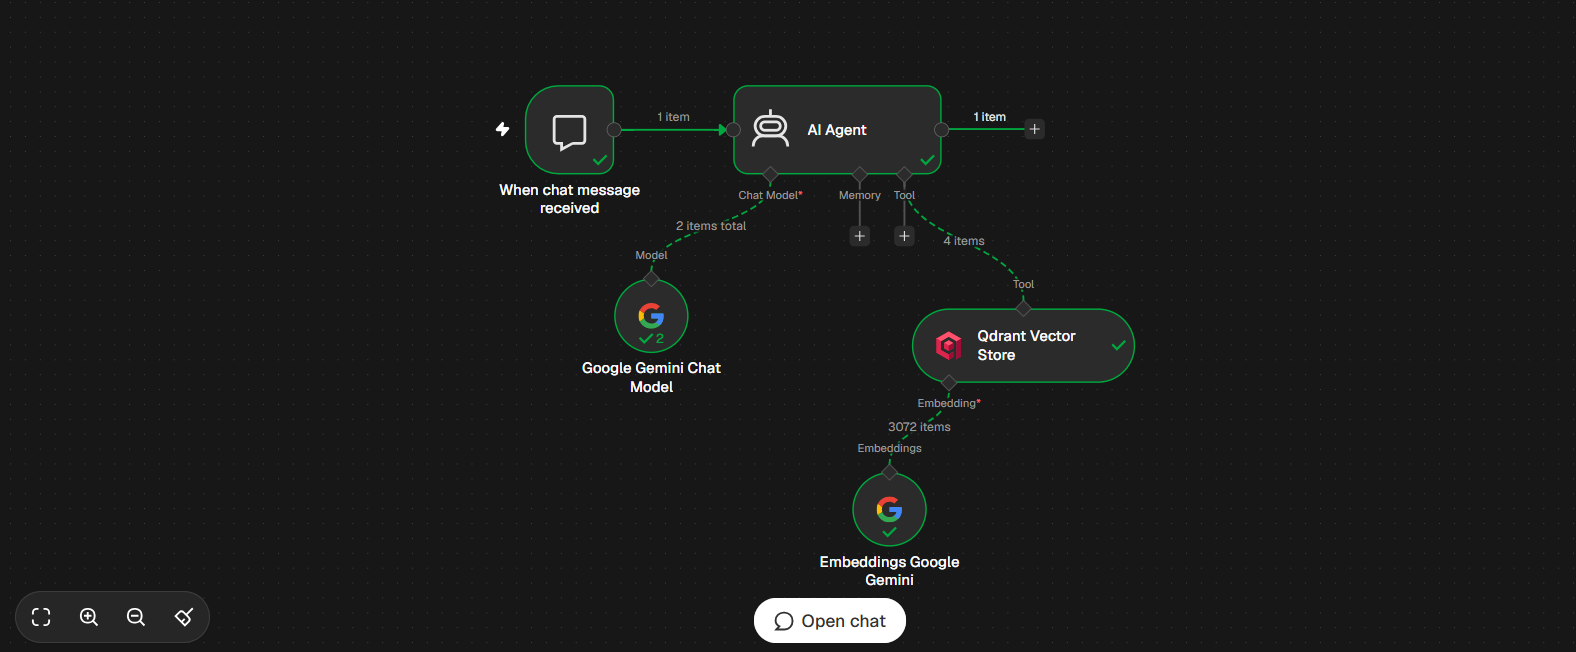 1 item
AI Agent
1 item
When chat message
received
Chat Model*
Memory
Tool
2 items total
4 items
Model
Tool
2
Google Gemini Chat
Model
Qdrant Vector
Store
Embedding*
3072 items
Embeddings
Embeddings Google
Gemini
Open chat